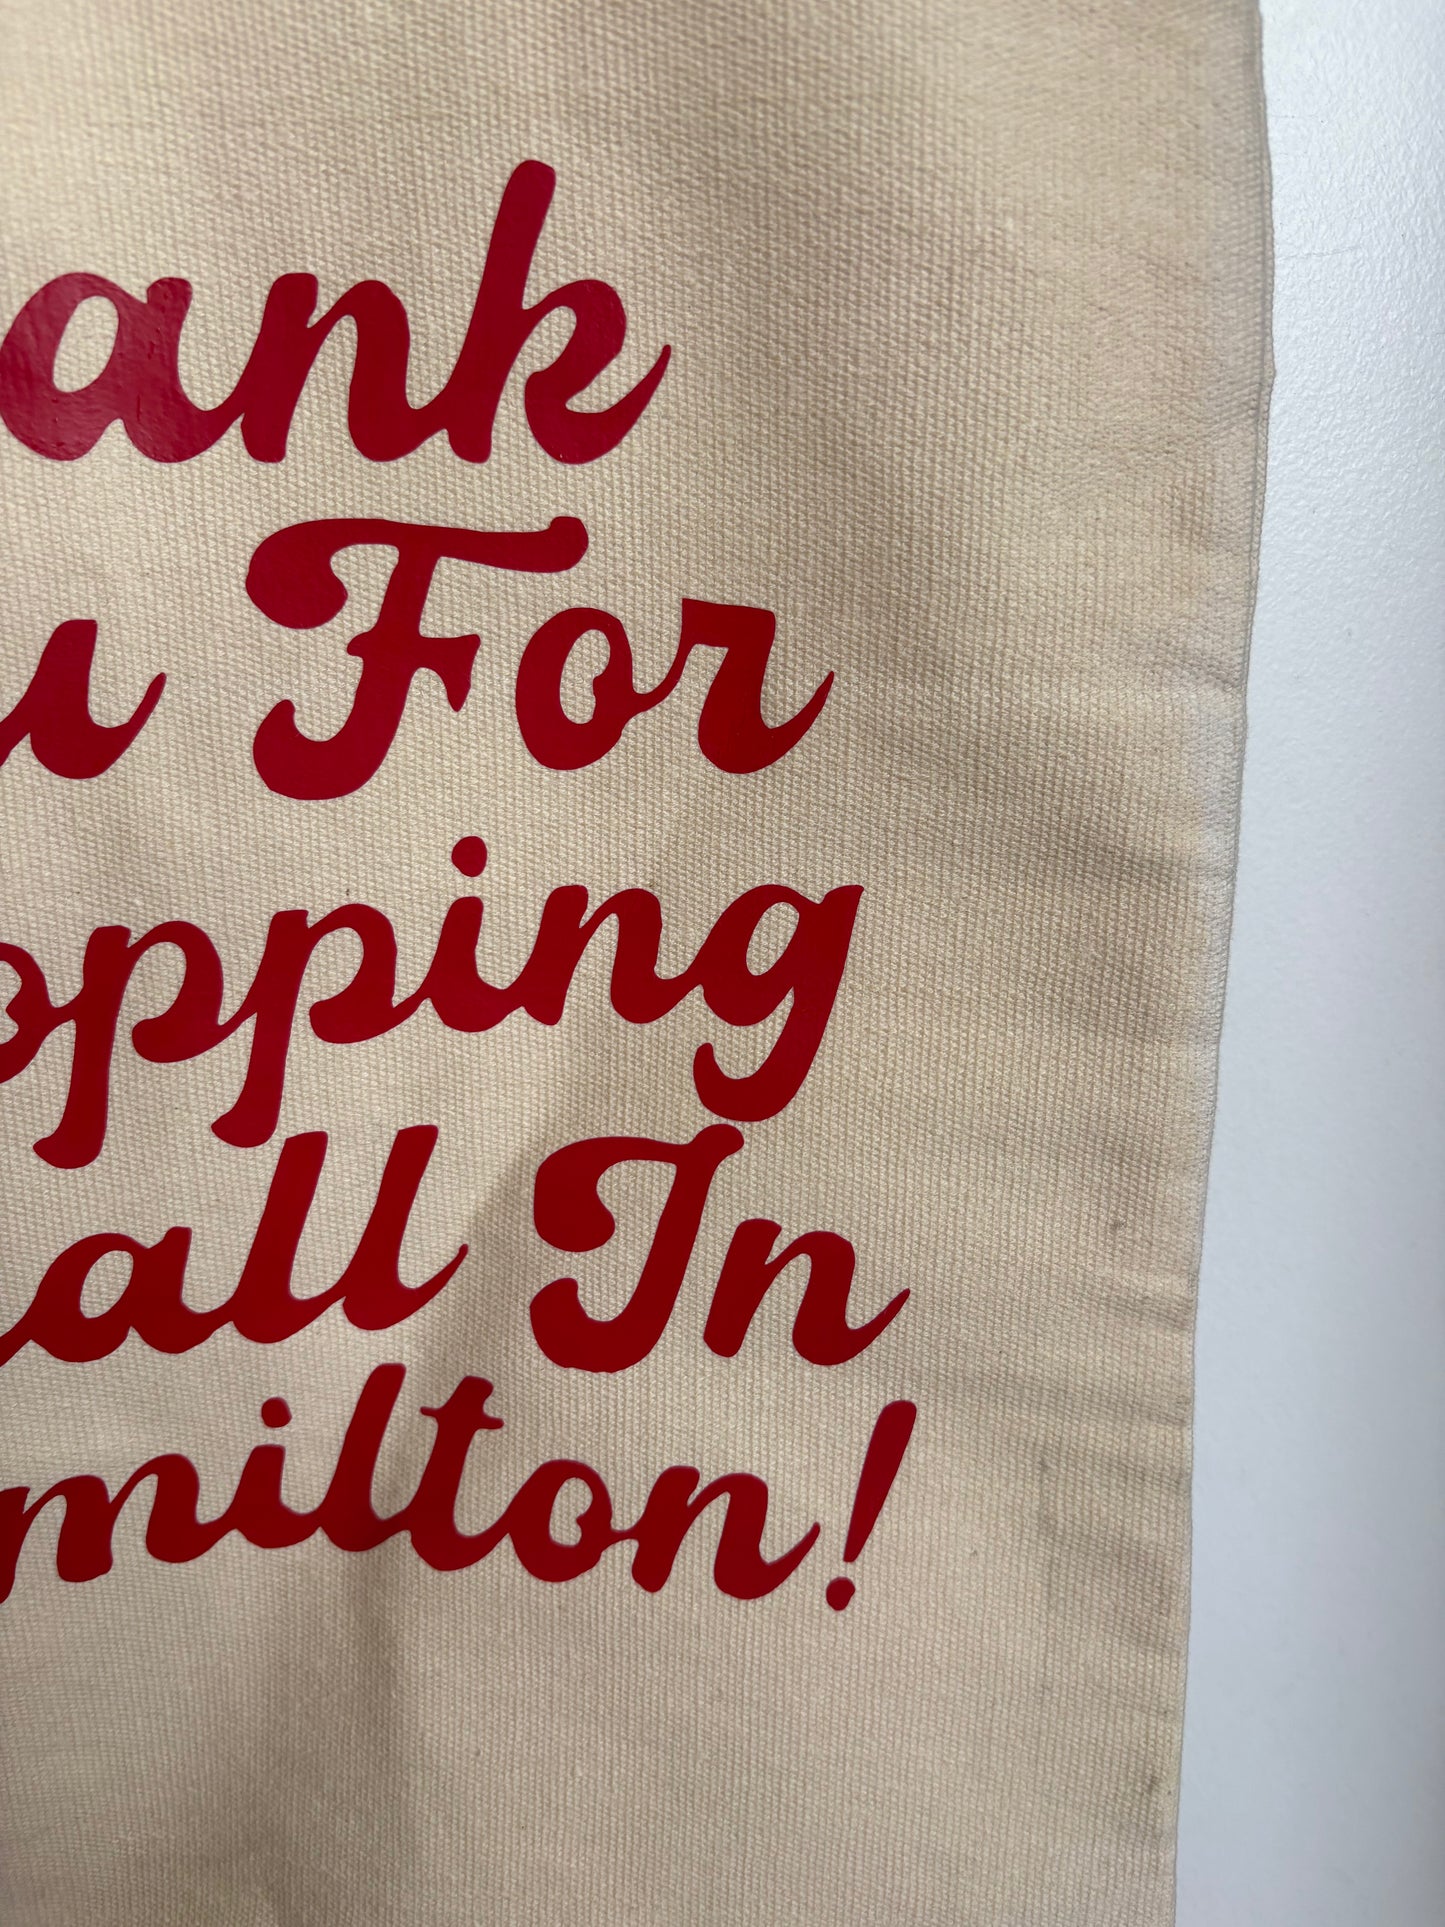 ank
u For
opping
all In
milton!